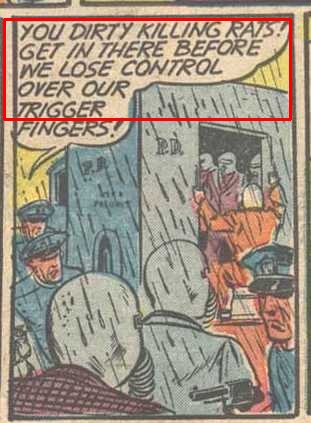 YOU DIRTY KILLING RATS!
GET IN THERE BEFORE
WE LOSE CONTROL
OVER OUR
TRIGGER
FINGERS!
P.D.
P.D.